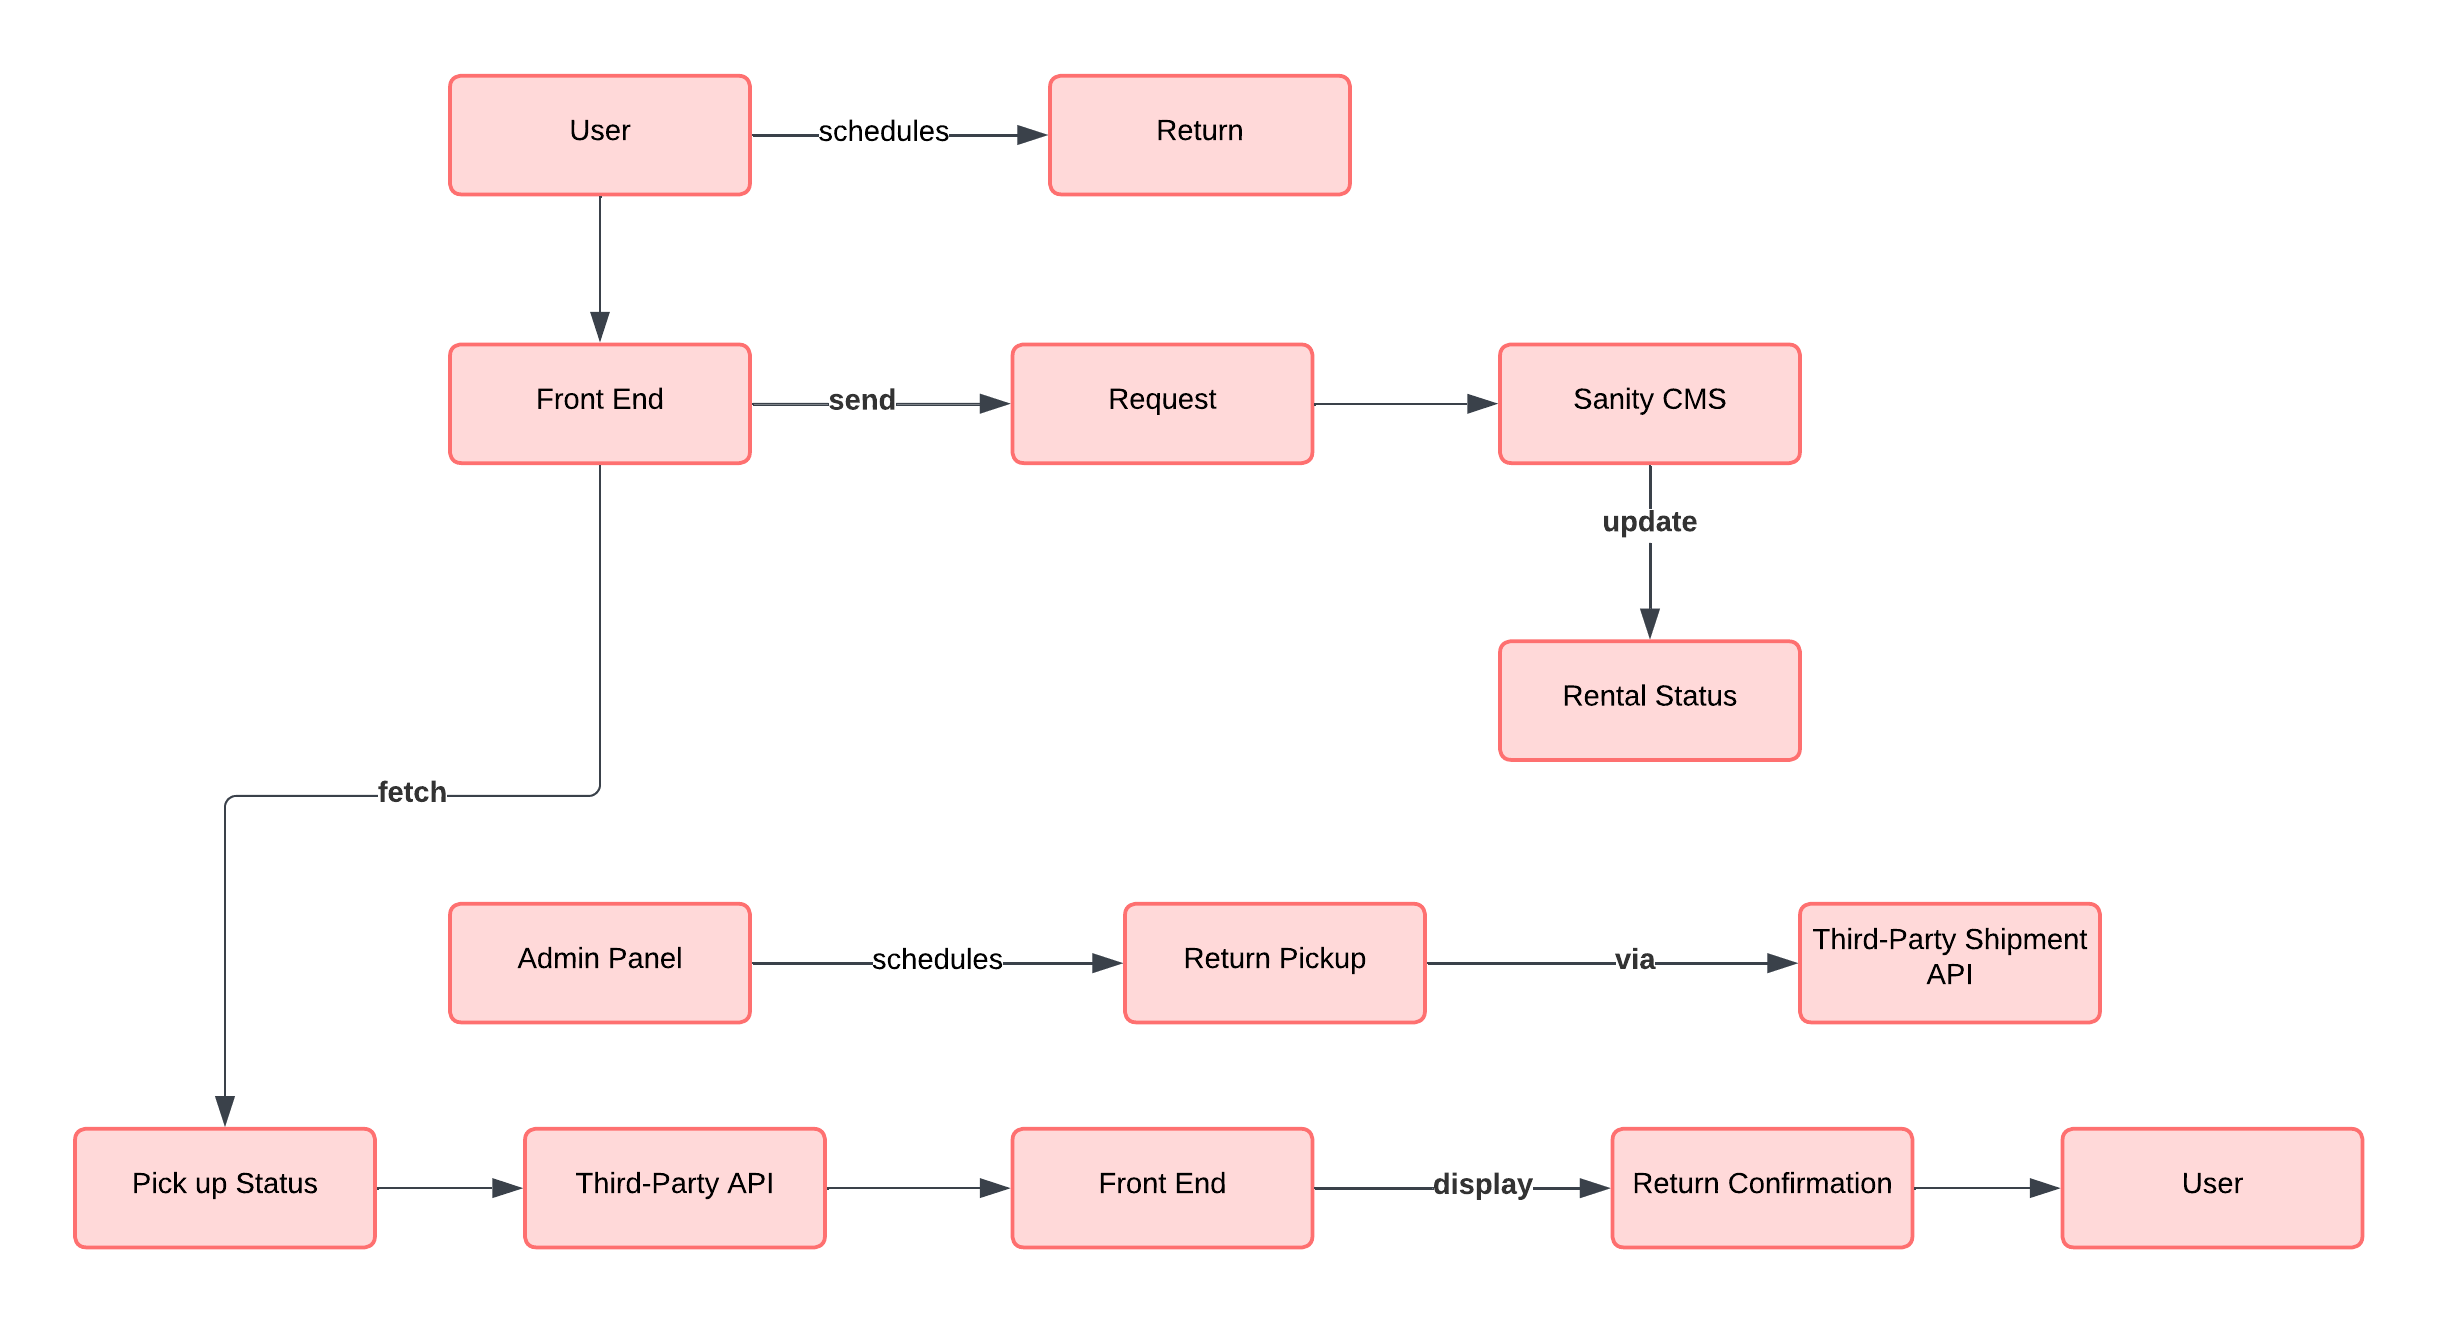 User
schedules
Return
Front End
send
Request
Sanity CMS
update
Rental Status
fetch
Admin Panel
schedules
Return Pickup
via
Third-Party Shipment
API
Pick up Status
Third-Party API
Front End
display
Return Confirmation
User